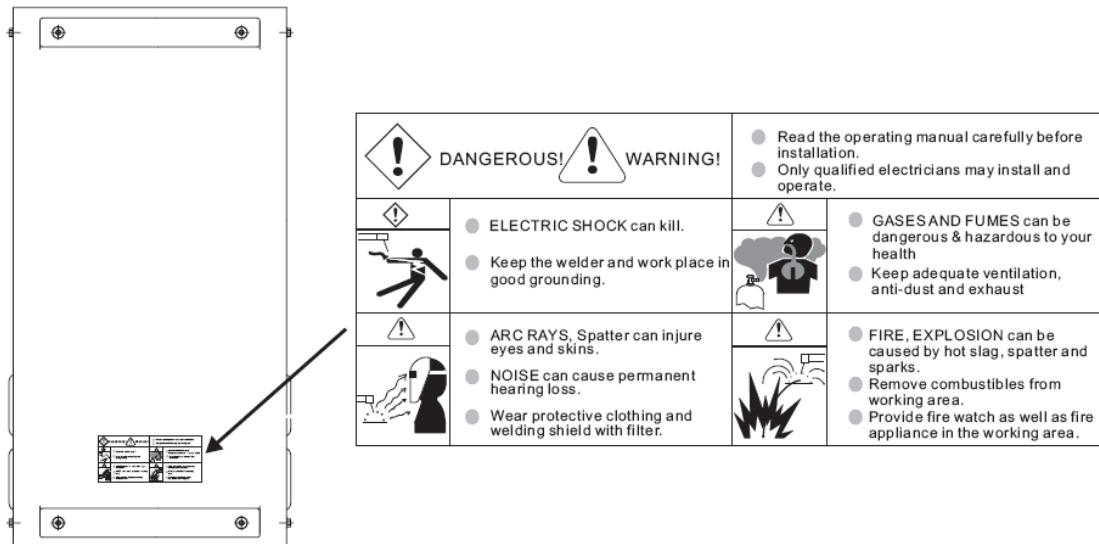 DANGEROUS! WARNING!
Read the operating manual carefully before
installation.
Only qualified electricians may install and
operate.
ELECTRIC SHOCK can kill.
Keep the welder and work place in
good grounding.
GASES AND FUMES can be
dangerous & hazardous to your
health
Keep adequate ventilation,
anti-dust and exhaust
ARC RAYS, Spatter can injure
eyes and skins.
NOISE can cause permanent
hearing loss.
Wear protective clothing and
welding shield with filter.
FIRE, EXPLOSION can be
caused by hot slag, spatter and
sparks.
Remove combustibles from
working area.
Provide fire watch as well as fire
appliance in the working area.